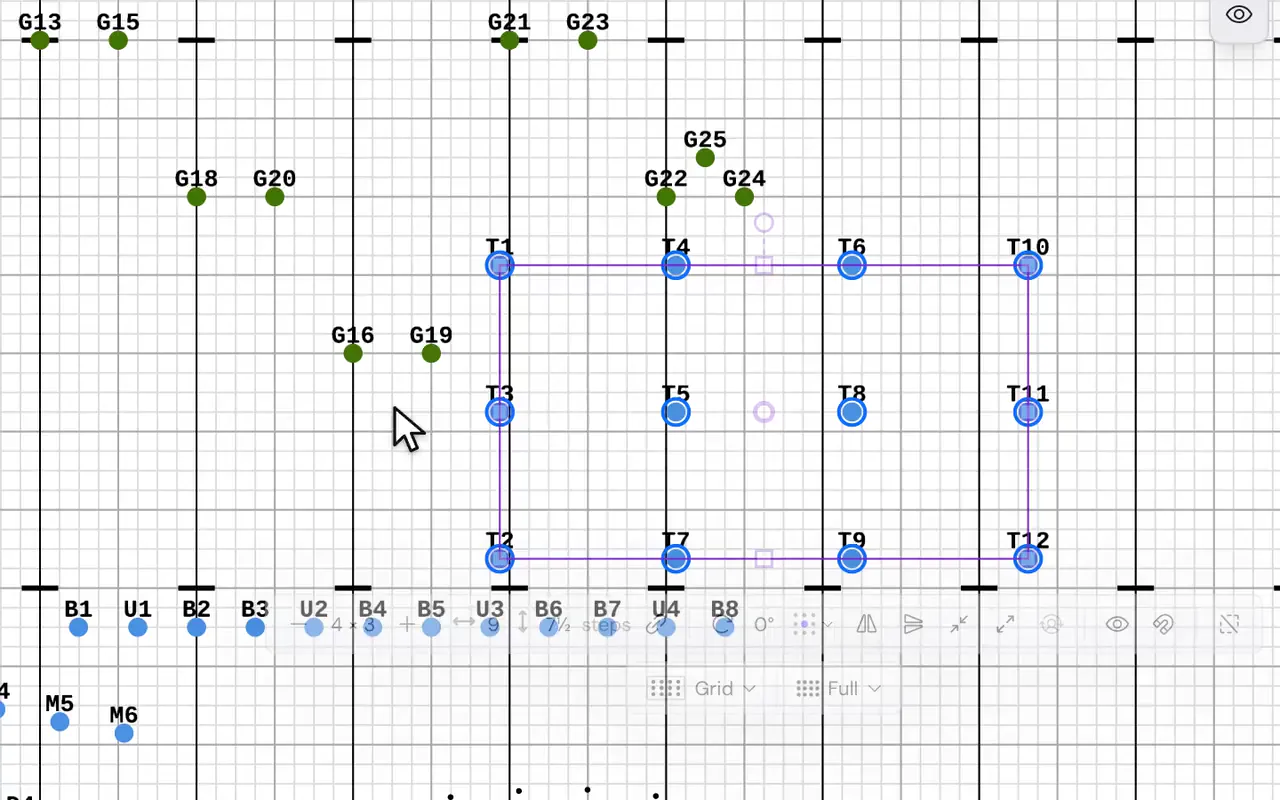 G13 G15 G21 G23
G25
G18 G20 G22 G24
T1 T4 T6 T10
G16 G19
T3 T5 T8 T11
T2 T7 T9 T12
B1 U1 B2 B3 U2 B4 B5 U3 B6 B7 U4 B8
4 × 3 9 7½ steps 0°
4 M5
M6
Grid Full